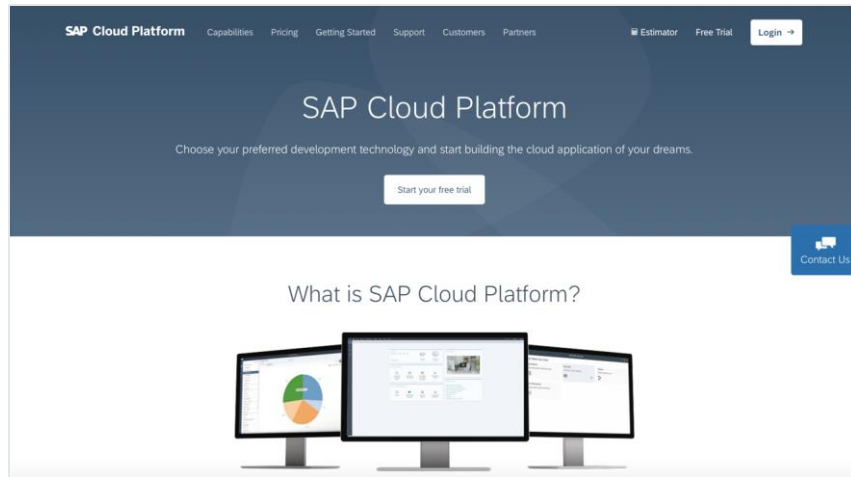 SAP Cloud Platform Capabilities Pricing Getting Started Support Customers Partners Estimator Free Trial Login →
SAP Cloud Platform
Choose your preferred development technology and start building the cloud application of your dreams.
Start your free trial
Contact Us
What is SAP Cloud Platform?